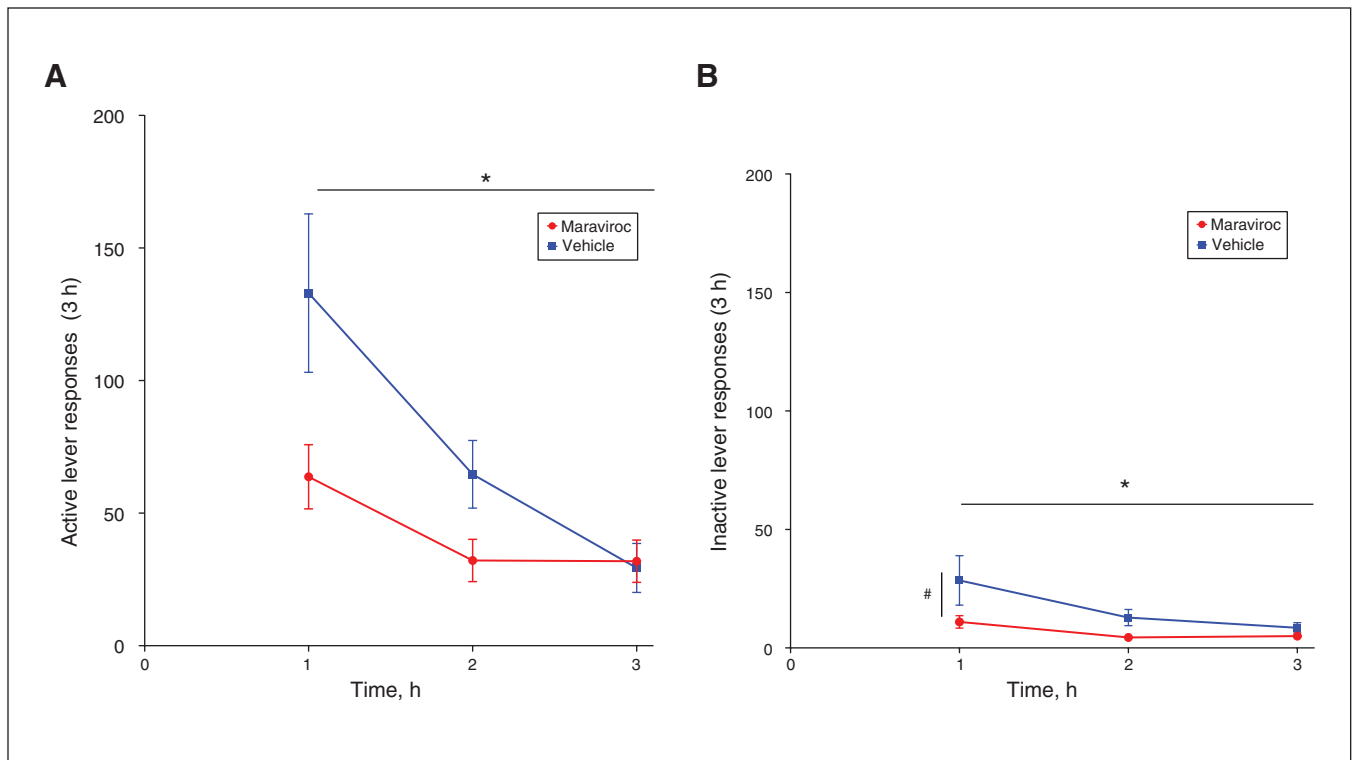 A
200
150
100
50
0
Active lever responses (3 h)
*
Maraviroc
Vehicle
0 1 2 3
Time, h
B
200
150
100
50
0
Inactive lever responses (3 h)
Maraviroc
Vehicle
*
#
0 1 2 3
Time, h